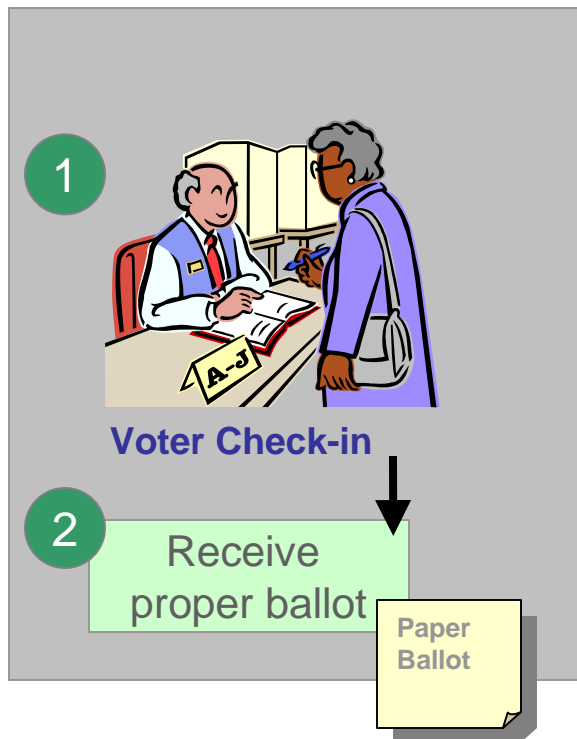 1
A-J
Voter Check-in
2
Receive
proper ballot
Paper
Ballot